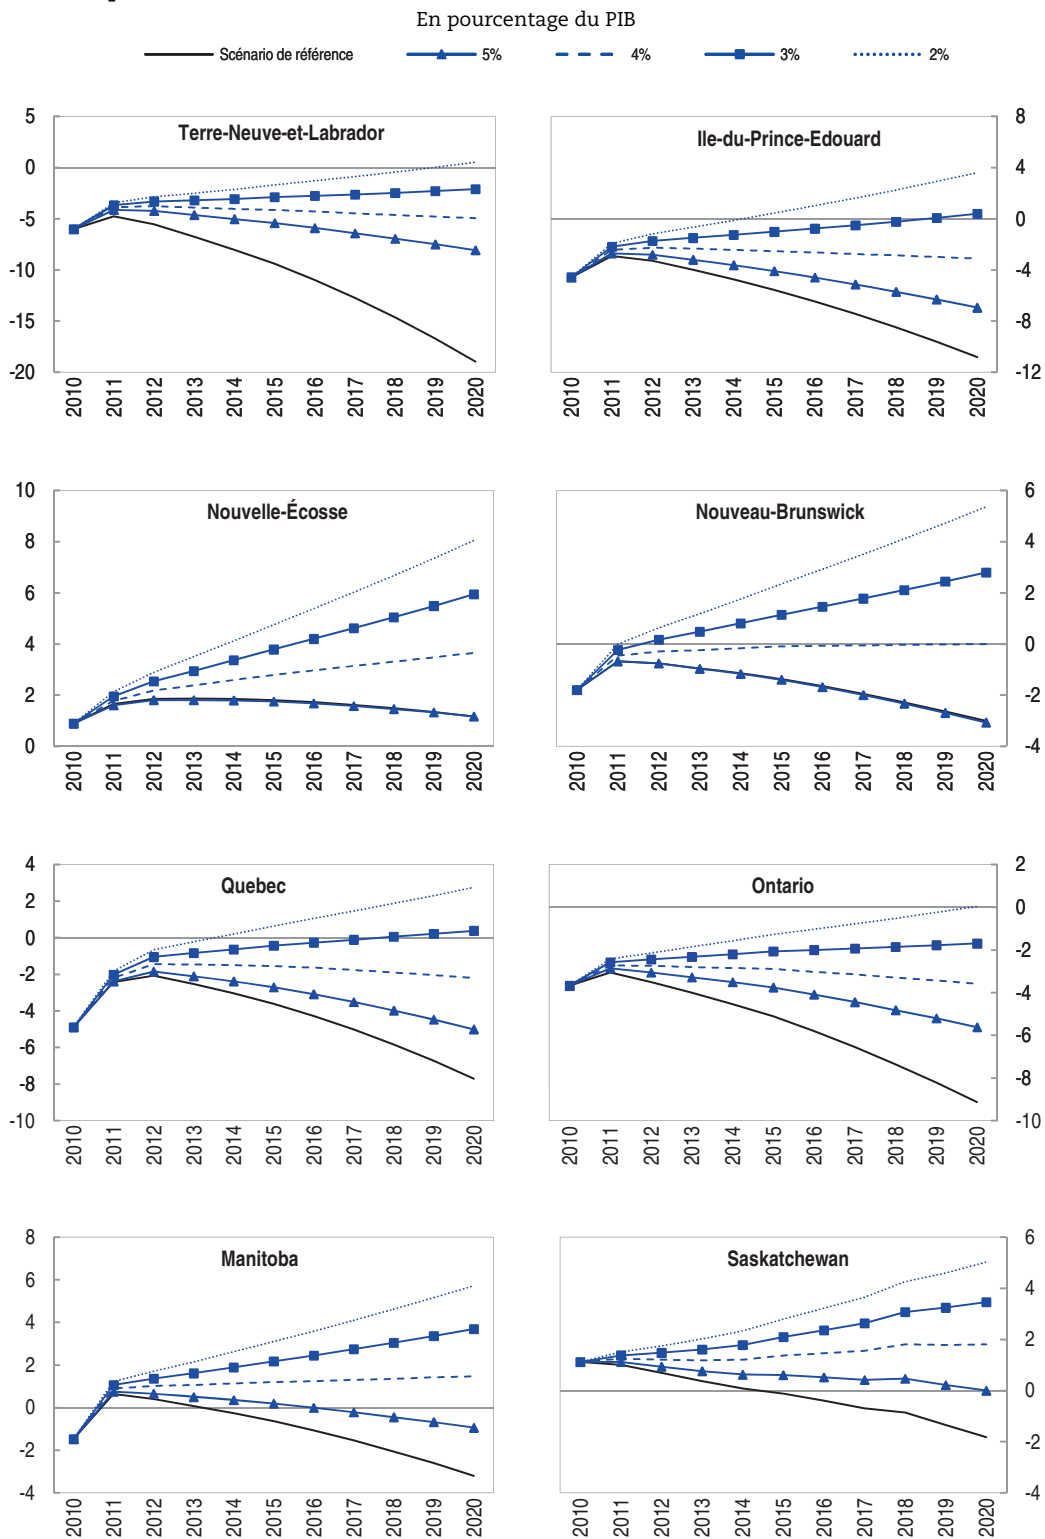 En pourcentage du PIB
Scénario de référence 5% 4% 3% 2%
Terre-Neuve-et-Labrador
5
0
-5
-10
-15
-20
2010 2011 2012 2013 2014 2015 2016 2017 2018 2019 2020
Ile-du-Prince-Edouard
8
4
0
-4
-8
-12
2010 2011 2012 2013 2014 2015 2016 2017 2018 2019 2020
Nouvelle-Écosse
10
8
6
4
2
0
2010 2011 2012 2013 2014 2015 2016 2017 2018 2019 2020
Nouveau-Brunswick
6
4
2
0
-2
-4
2010 2011 2012 2013 2014 2015 2016 2017 2018 2019 2020
Quebec
4
2
0
-2
-4
-6
-8
-10
2010 2011 2012 2013 2014 2015 2016 2017 2018 2019 2020
Ontario
2
0
-2
-4
-6
-8
-10
2010 2011 2012 2013 2014 2015 2016 2017 2018 2019 2020
Manitoba
8
6
4
2
0
-2
-4
2010 2011 2012 2013 2014 2015 2016 2017 2018 2019 2020
Saskatchewan
6
4
2
0
-2
-4
2010 2011 2012 2013 2014 2015 2016 2017 2018 2019 2020